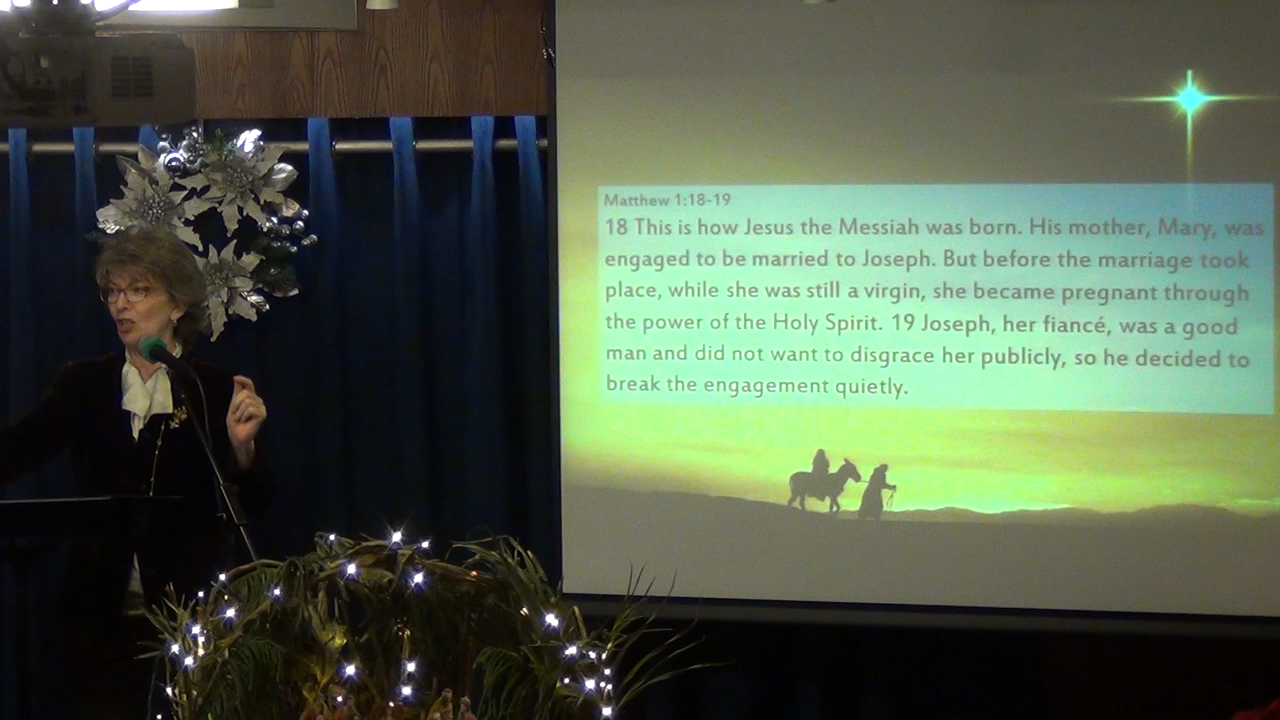 Matthew 1:18-19
18 This is how Jesus the Messiah was born. His mother, Mary, was
engaged to be married to Joseph. But before the marriage took
place, while she was still a virgin, she became pregnant through
the power of the Holy Spirit. 19 Joseph, her fiancé, was a good
man and did not want to disgrace her publicly, so he decided to
break the engagement quietly.